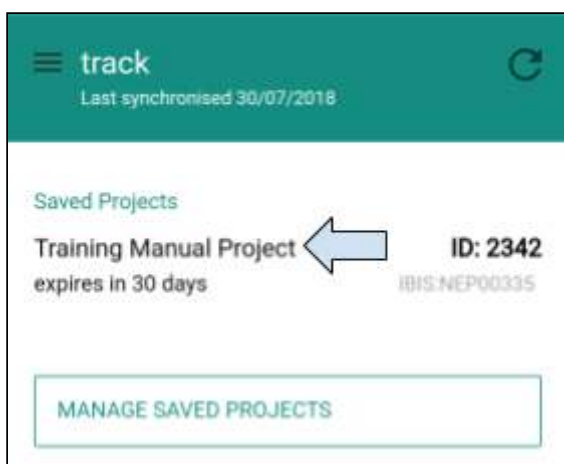 track
Last synchronised 30/07/2018
Saved Projects
Training Manual Project ID: 2342
expires in 30 days IBIS:NEP00335
MANAGE SAVED PROJECTS